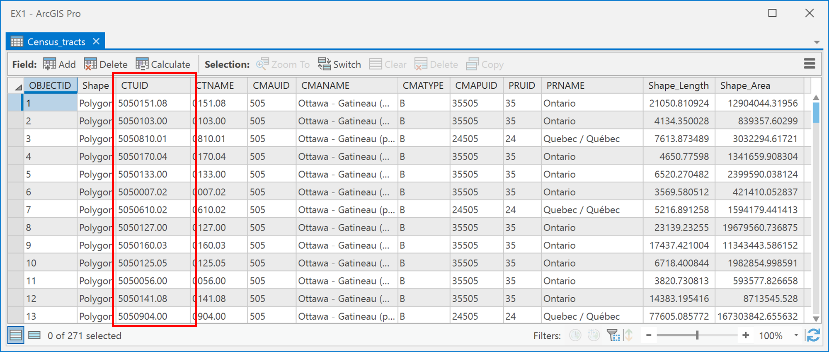 EX1 - ArcGIS Pro
Census_tracts
Field: Add Delete Calculate Selection: Zoom To Switch Clear Delete Copy
OBJECTID Shape CTUID CTNAME CMAUID CMANAME CMATYPE CMAPUID PRUID PRNAME Shape_Length Shape_Area
1 Polygon 5050151.08 0151.08 505 Ottawa - Gatineau (... B 35505 35 Ontario 21050.810924 12904044.31956
2 Polygon 5050103.00 0103.00 505 Ottawa - Gatineau (... B 35505 35 Ontario 4134.350028 839357.60299
3 Polygon 5050810.01 0810.01 505 Ottawa - Gatineau (p... B 24505 24 Quebec / Québec 7613.873489 3032294.61721
4 Polygon 5050170.04 0170.04 505 Ottawa - Gatineau (... B 35505 35 Ontario 4650.77598 1341659.908304
5 Polygon 5050133.00 0133.00 505 Ottawa - Gatineau (... B 35505 35 Ontario 6520.270482 2399590.038124
6 Polygon 5050007.02 0007.02 505 Ottawa - Gatineau (... B 35505 35 Ontario 3569.580512 421410.052837
7 Polygon 5050610.02 0610.02 505 Ottawa - Gatineau (p... B 24505 24 Quebec / Québec 5216.891258 1594179.441413
8 Polygon 5050127.00 0127.00 505 Ottawa - Gatineau (... B 35505 35 Ontario 23139.23255 19679560.736875
9 Polygon 5050160.03 0160.03 505 Ottawa - Gatineau (... B 35505 35 Ontario 17437.421004 11343443.586152
10 Polygon 5050125.05 0125.05 505 Ottawa - Gatineau (... B 35505 35 Ontario 6718.400844 1982854.998591
11 Polygon 5050056.00 0056.00 505 Ottawa - Gatineau (... B 35505 35 Ontario 3820.730813 593577.826658
12 Polygon 5050141.08 0141.08 505 Ottawa - Gatineau (... B 35505 35 Ontario 14383.195416 8713545.528
13 Polygon 5050904.00 0904.00 505 Ottawa - Gatineau (p... B 24505 24 Quebec / Québec 77605.085772 167303842.655632
0 of 271 selected Filters: 100%